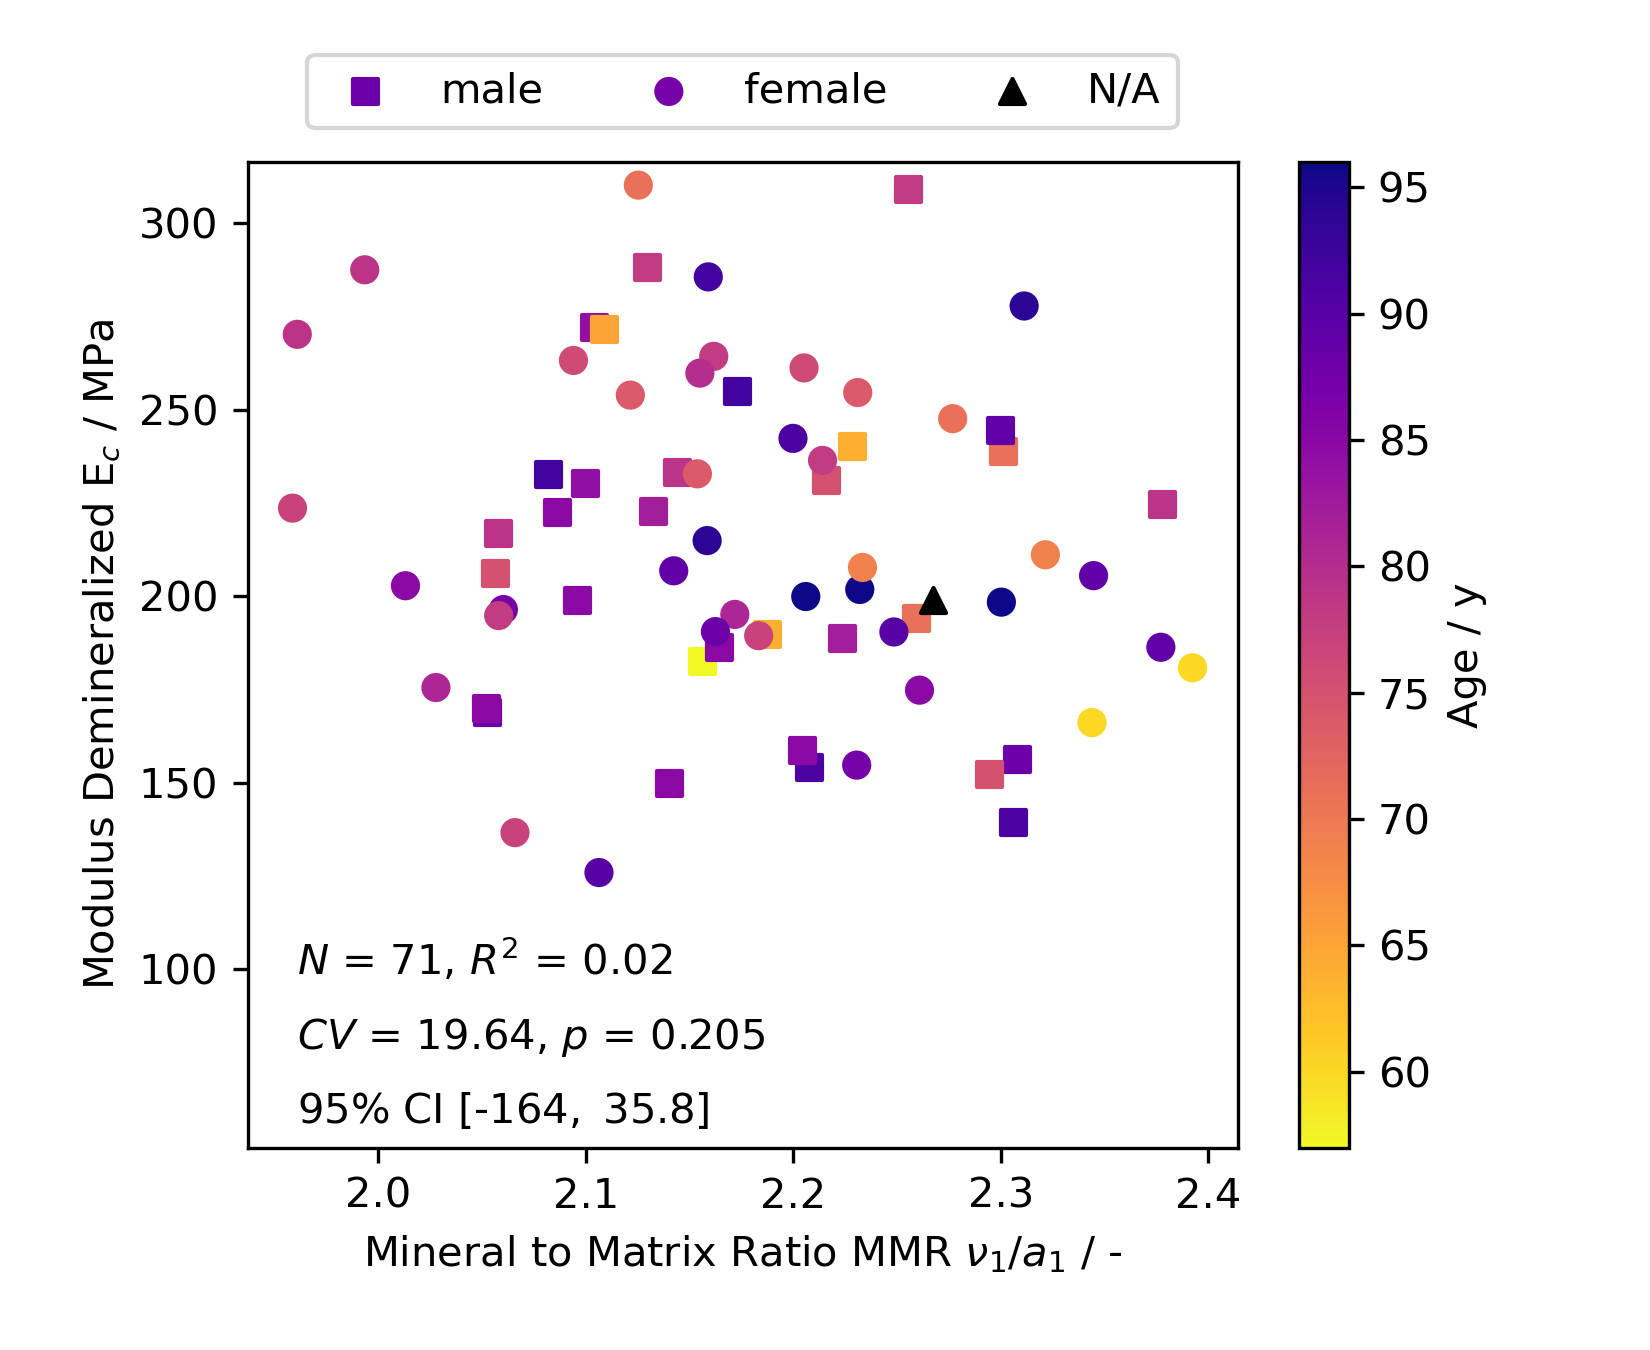 male female N/A
300
250
200
150
100
Modulus Demineralized E_c / MPa
N = 71, R² = 0.02
CV = 19.64, p = 0.205
95% CI [-164, 35.8]
2.0 2.1 2.2 2.3 2.4
Mineral to Matrix Ratio MMR ν₁/a₁ / -
95
90
85
80
75
70
65
60
Age / y